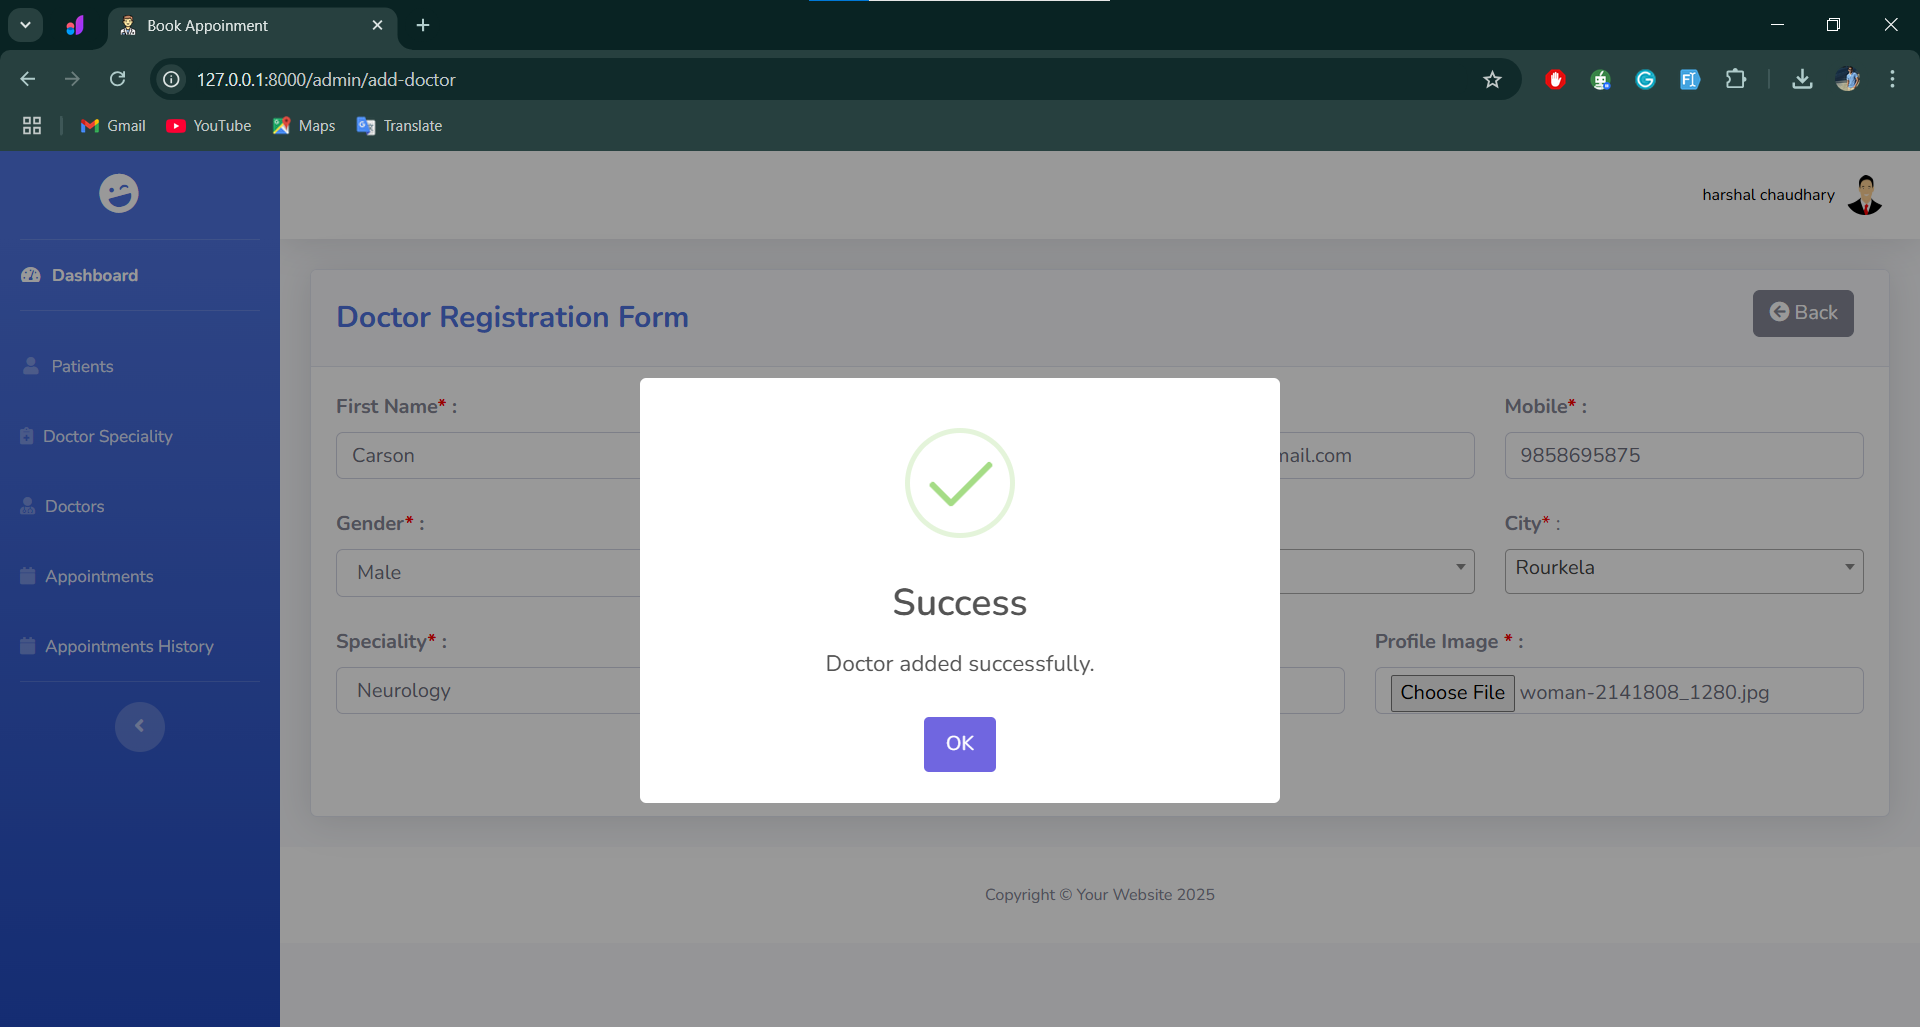 Book Appoinment
127.0.0.1:8000/admin/add-doctor
Gmail
YouTube
Maps
Translate
harshal chaudhary
Dashboard
Patients
Doctor Speciality
Doctors
Appointments
Appointments History
Doctor Registration Form
Back
First Name* :
Mobile* :
Carson
mail.com
9858695875
Gender* :
City* :
Male
Rourkela
Speciality* :
Profile Image * :
Neurology
Choose File woman-2141808_1280.jpg
Success
Doctor added successfully.
OK
Copyright © Your Website 2025